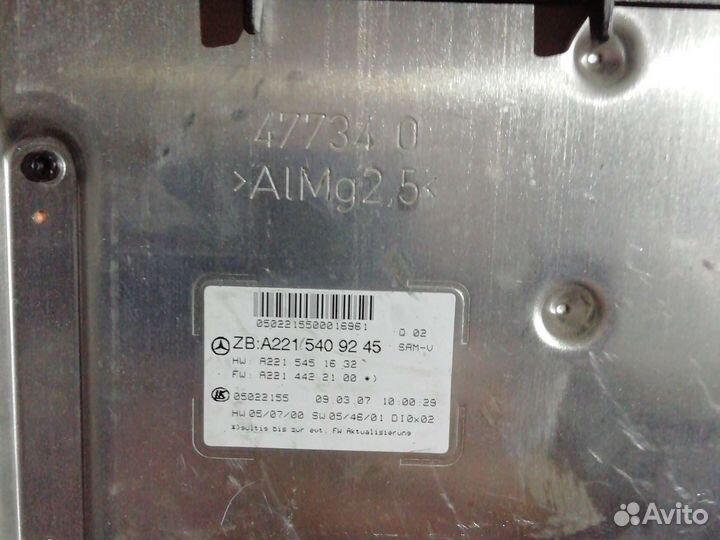 47734 0
>AlMg2,5<
0502215500016961
Q 02
ZB:A221 540 92 45 SAM-V
HW: A221 545 16 32
FW: A221 442 21 00 *)
05022155 09.03.07 10:00:29
HW 05/07/00 SW 05/46/01 DI0x02
*)gültig bis zur evt. FW Aktualisierung
Avito